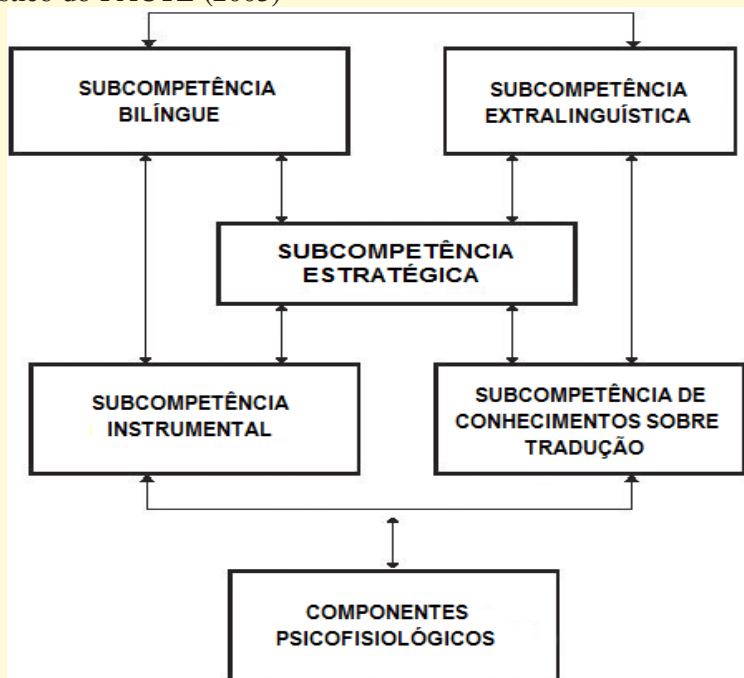 SUBCOMPETÊNCIA
BILÍNGUE
SUBCOMPETÊNCIA
EXTRALINGUÍSTICA
SUBCOMPETÊNCIA
ESTRATÉGICA
SUBCOMPETÊNCIA
INSTRUMENTAL
SUBCOMPETÊNCIA DE
CONHECIMENTOS SOBRE
TRADUÇÃO
COMPONENTES
PSICOFISIOLÓGICOS